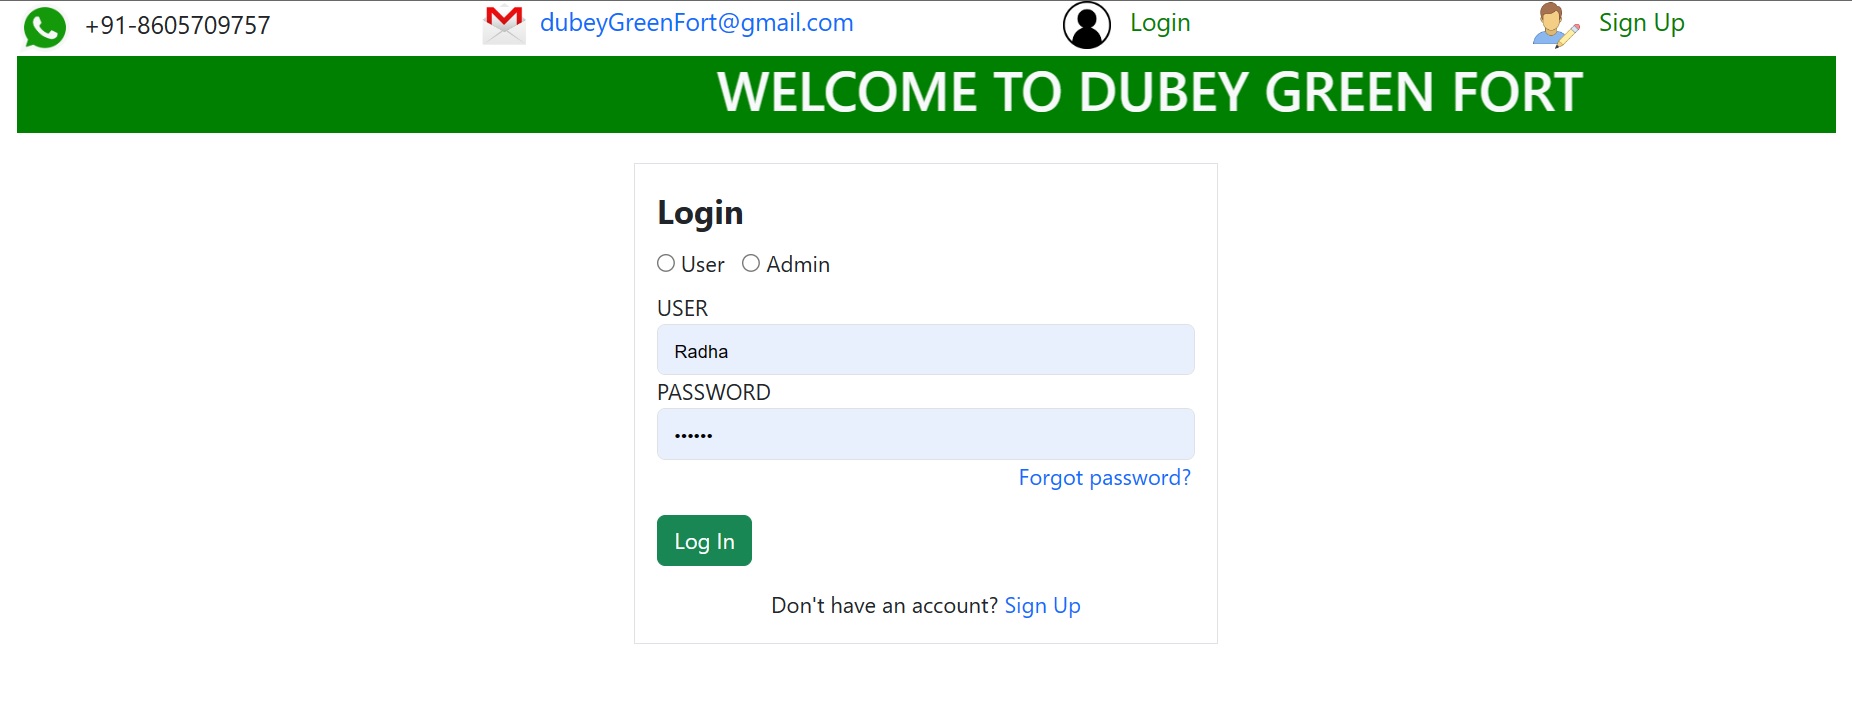 +91-8605709757 dubeyGreenFort@gmail.com Login Sign Up
WELCOME TO DUBEY GREEN FORT
Login
User Admin
USER
Radha
PASSWORD
••••••
Forgot password?
Log In
Don't have an account? Sign Up